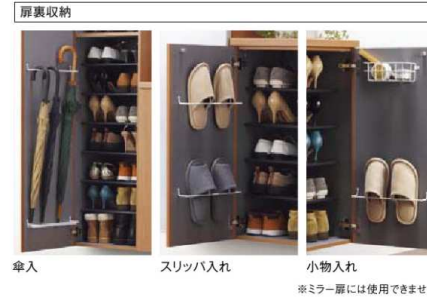 扉裏収納
傘入
スリッパ入れ
小物入れ
※ミラー扉には使用できませ